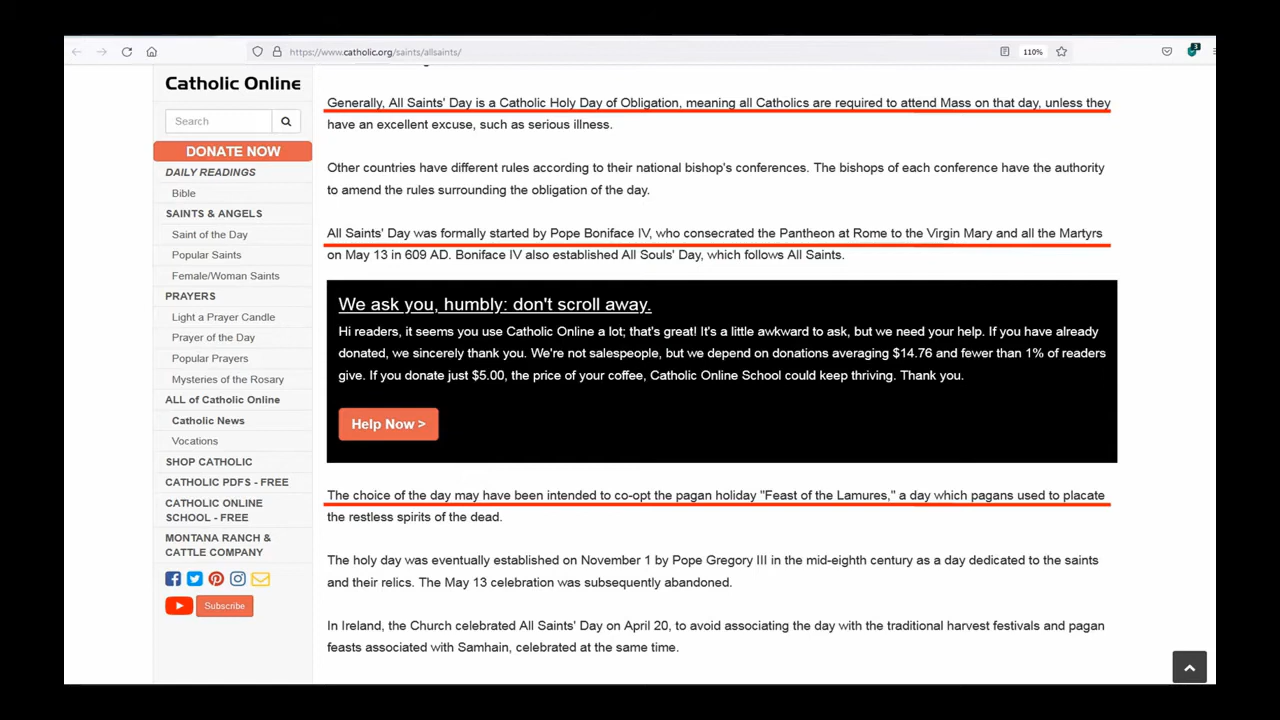 https://www.catholic.org/saints/allsaints/
110%
3
Catholic Online
Search
DONATE NOW
DAILY READINGS
Bible
SAINTS & ANGELS
Saint of the Day
Popular Saints
Female/Woman Saints
PRAYERS
Light a Prayer Candle
Prayer of the Day
Popular Prayers
Mysteries of the Rosary
ALL of Catholic Online
Catholic News
Vocations
SHOP CATHOLIC
CATHOLIC PDFS - FREE
CATHOLIC ONLINE
SCHOOL - FREE
MONTANA RANCH &
CATTLE COMPANY
Subscribe
Generally, All Saints' Day is a Catholic Holy Day of Obligation, meaning all Catholics are required to attend Mass on that day, unless they
have an excellent excuse, such as serious illness.
Other countries have different rules according to their national bishop's conferences. The bishops of each conference have the authority
to amend the rules surrounding the obligation of the day.
All Saints' Day was formally started by Pope Boniface IV, who consecrated the Pantheon at Rome to the Virgin Mary and all the Martyrs
on May 13 in 609 AD. Boniface IV also established All Souls' Day, which follows All Saints.
We ask you, humbly: don't scroll away.
Hi readers, it seems you use Catholic Online a lot; that's great! It's a little awkward to ask, but we need your help. If you have already
donated, we sincerely thank you. We're not salespeople, but we depend on donations averaging $14.76 and fewer than 1% of readers
give. If you donate just $5.00, the price of your coffee, Catholic Online School could keep thriving. Thank you.
Help Now >
The choice of the day may have been intended to co-opt the pagan holiday "Feast of the Lamures," a day which pagans used to placate
the restless spirits of the dead.
The holy day was eventually established on November 1 by Pope Gregory III in the mid-eighth century as a day dedicated to the saints
and their relics. The May 13 celebration was subsequently abandoned.
In Ireland, the Church celebrated All Saints' Day on April 20, to avoid associating the day with the traditional harvest festivals and pagan
feasts associated with Samhain, celebrated at the same time.